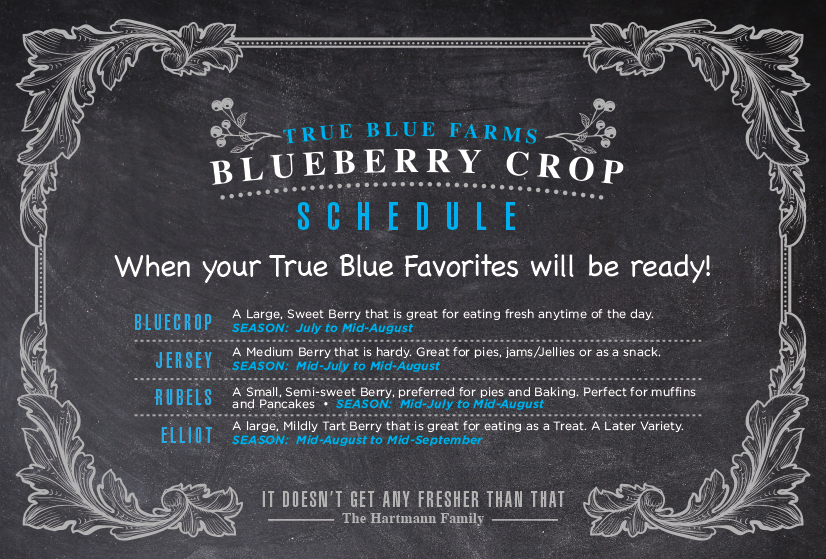 TRUE BLUE FARMS
BLUEBERRY CROP
SCHEDULE
When your True Blue Favorites will be ready!
BLUECROP
A Large, Sweet Berry that is great for eating fresh anytime of the day.
SEASON: July to Mid-August
JERSEY
A Medium Berry that is hardy. Great for pies, jams/Jellies or as a snack.
SEASON: Mid-July to Mid-August
RUBELS
A Small, Semi-sweet Berry, preferred for pies and Baking. Perfect for muffins
and Pancakes • SEASON: Mid-July to Mid-August
ELLIOT
A large, Mildly Tart Berry that is great for eating as a Treat. A Later Variety.
SEASON: Mid-August to Mid-September
IT DOESN'T GET ANY FRESHER THAN THAT
The Hartmann Family